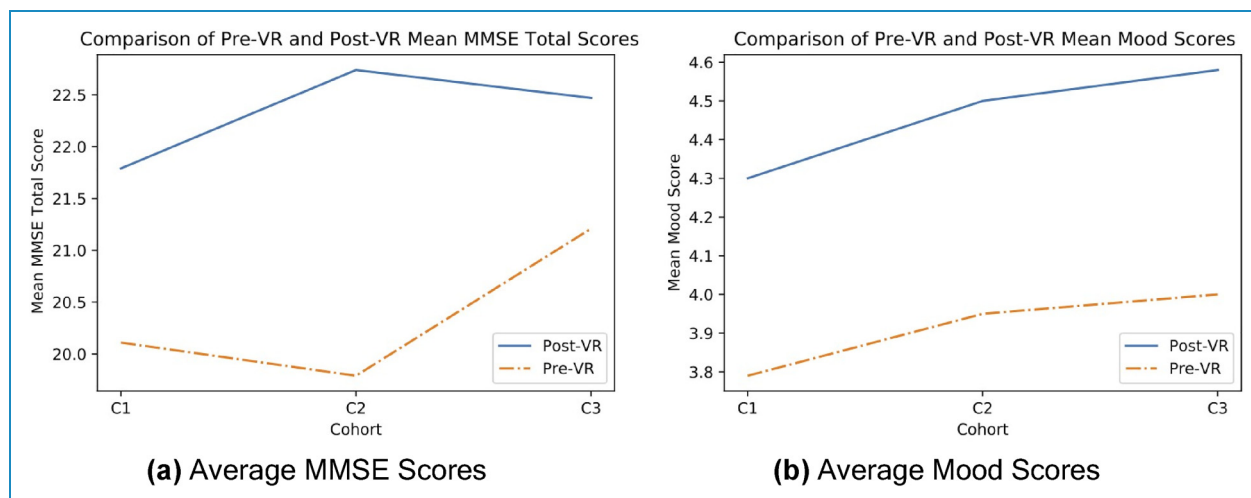 Comparison of Pre-VR and Post-VR Mean MMSE Total Scores
Mean MMSE Total Score
22.5
22.0
21.5
21.0
20.5
20.0
Post-VR
Pre-VR
C1
C2
C3
Cohort
(a) Average MMSE Scores
Comparison of Pre-VR and Post-VR Mean Mood Scores
Mean Mood Score
4.6
4.5
4.4
4.3
4.2
4.1
4.0
3.9
3.8
Post-VR
Pre-VR
C1
C2
C3
Cohort
(b) Average Mood Scores